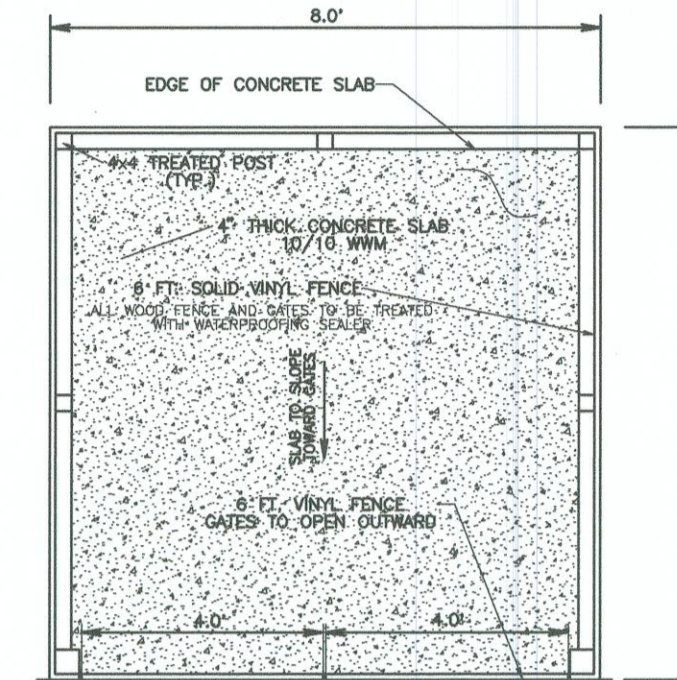 8.0'
EDGE OF CONCRETE SLAB
4x4 TREATED POST
(TYP.)
4" THICK CONCRETE SLAB
10/10 WWM
6 FT. SOLID VINYL FENCE
ALL WOOD FENCE AND GATES TO BE TREATED
WITH WATERPROOFING SEALER
SLAB TO SLOPE
TOWARD GATES
6 FT. VINYL FENCE
GATES TO OPEN OUTWARD
4.0' 4.0'